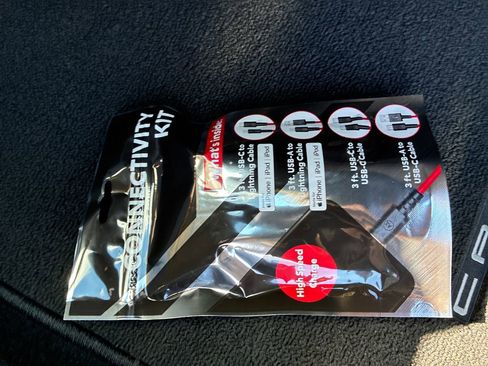 CONNECTIVITY
KIT
What's inside:
3 ft. USB-C to
Lightning Cable
iPhone | iPad | iPod
3 ft. USB-A to
Lightning Cable
iPhone | iPad | iPod
3 ft. USB-C to
USB-C Cable
3 ft. USB-A to
USB-C Cable
High Speed
Charge